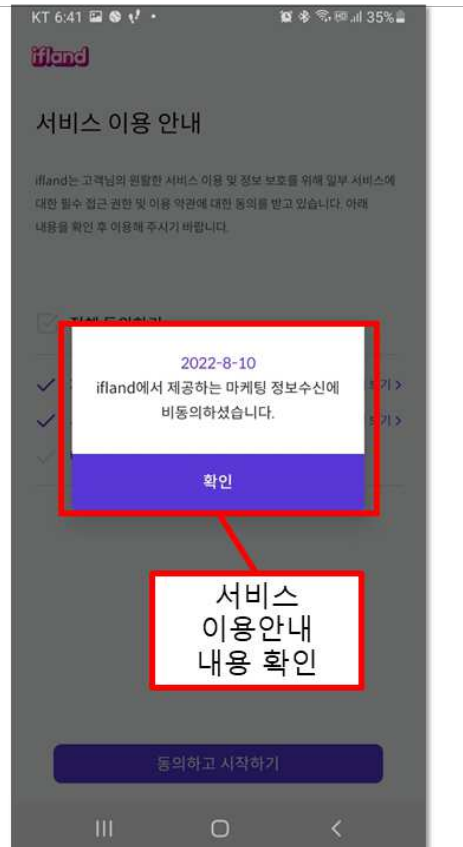 KT 6:41
35%
ifland
서비스 이용 안내
ifland는 고객님의 원활한 서비스 이용 및 정보 보호를 위해 일부 서비스에
대한 필수 접근 권한 및 이용 약관에 대한 동의를 받고 있습니다. 아래
내용을 확인 후 이용해 주시기 바랍니다.
2022-8-10
ifland에서 제공하는 마케팅 정보수신에
비동의하셨습니다.
확인
서비스
이용안내
내용 확인
동의하고 시작하기